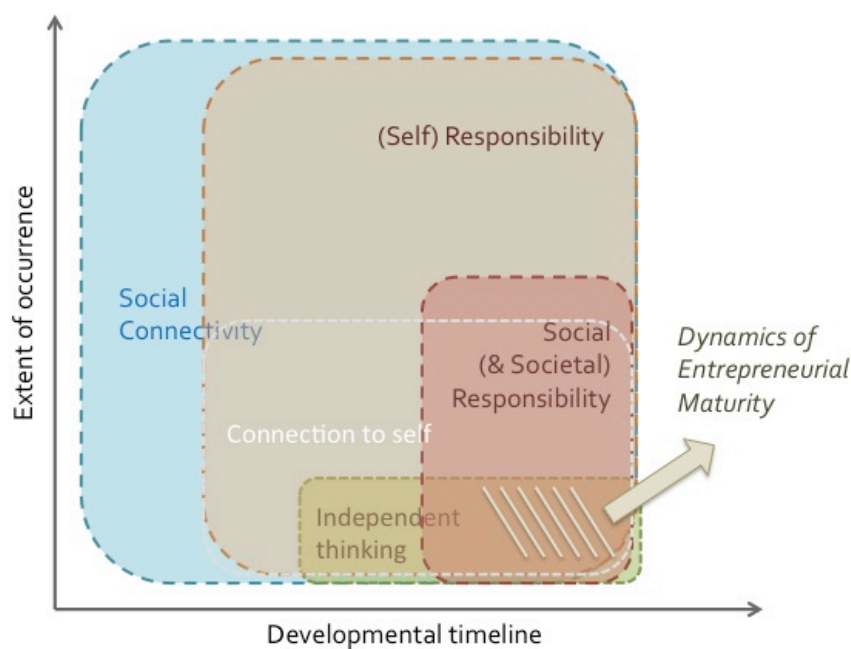 Extent of occurrence
(Self) Responsibility
Social
Connectivity
Social
(& Societal)
Responsibility
Dynamics of
Entrepreneurial
Maturity
Connection to self
Independent
thinking
Developmental timeline